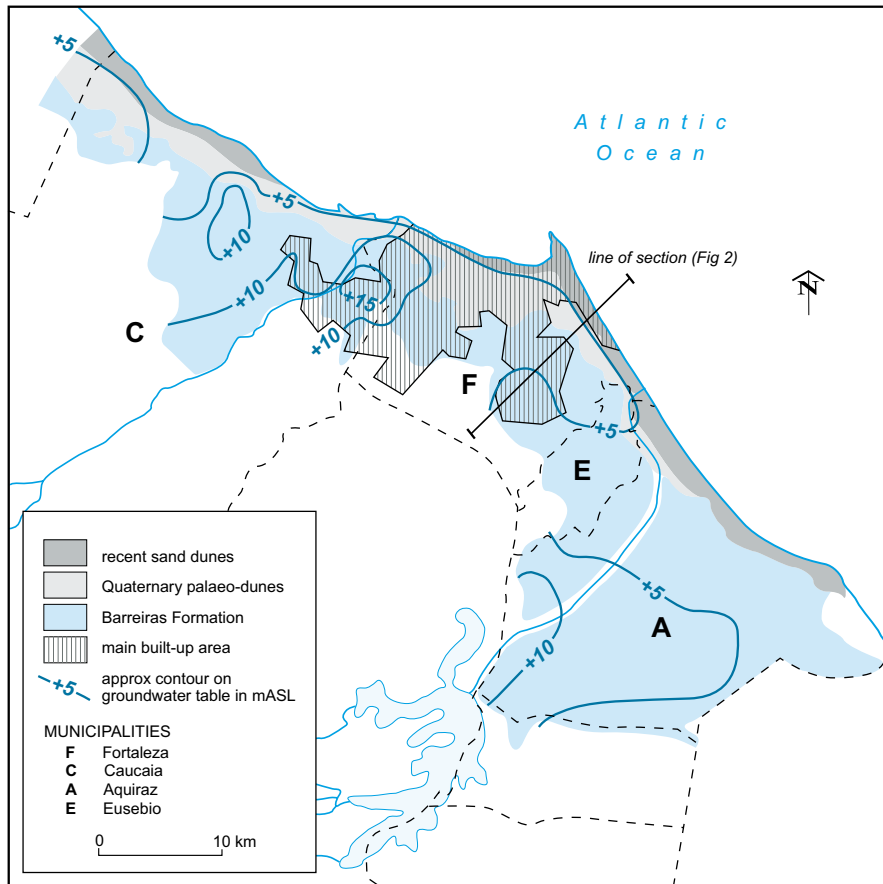 +5
Atlantic
Ocean
+5
+10
line of section (Fig 2)
+10
+15
N
C
+10
F
+5
E
+5
A
+10
recent sand dunes
Quaternary palaeo-dunes
Barreiras Formation
main built-up area
+5
approx contour on
groundwater table in mASL
MUNICIPALITIES
F Fortaleza
C Caucaia
A Aquiraz
E Eusebio
0 10 km